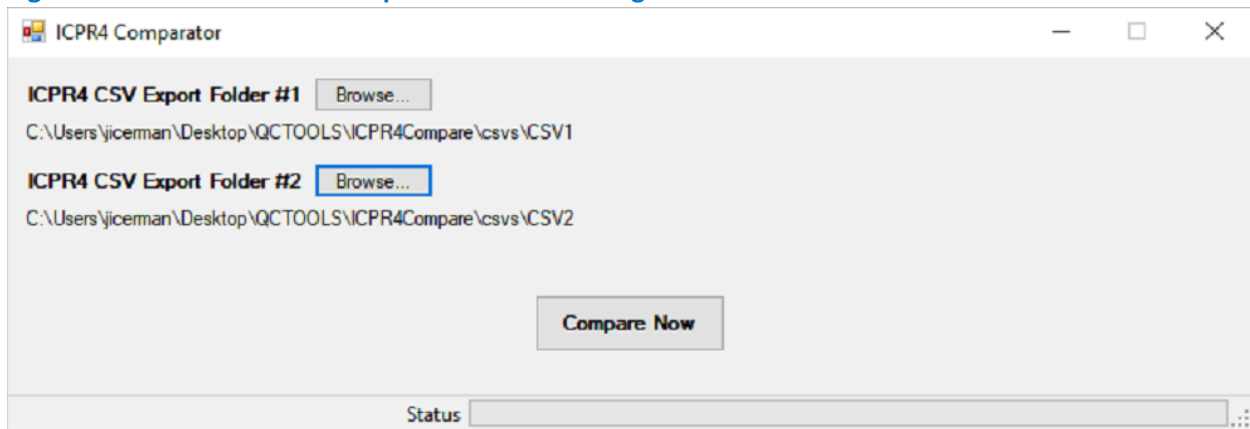 ICPR4 Comparator
ICPR4 CSV Export Folder #1 Browse...
C:\Users\jicerman\Desktop\QCTOOLS\ICPR4Compare\csvs\CSV1
ICPR4 CSV Export Folder #2 Browse...
C:\Users\jicerman\Desktop\QCTOOLS\ICPR4Compare\csvs\CSV2
Compare Now
Status